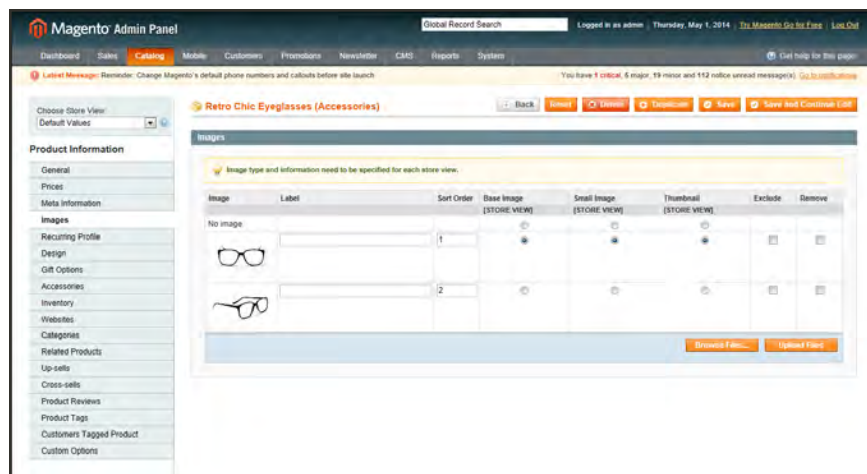 Magento Admin Panel
Global Record Search
Logged in as admin | Thursday, May 1, 2014 | Try Magento Go for Free | Log Out
Dashboard Sales Catalog Mobile Customers Promotions Newsletter CMS Reports System
Get help for this page
Latest Message: Reminder: Change Magento's default phone numbers and callouts before site launch
You have 1 critical, 5 major, 19 minor and 112 notice unread message(s). Go to notifications
Choose Store View:
Default Values
Retro Chic Eyeglasses (Accessories)
Back Reset Delete Duplicate Save Save and Continue Edit
Product Information
General
Prices
Meta Information
Images
Recurring Profile
Design
Gift Options
Accessories
Inventory
Websites
Categories
Related Products
Up-sells
Cross-sells
Product Reviews
Product Tags
Customers Tagged Product
Custom Options
Images
Image type and information need to be specified for each store view.
Image Label Sort Order Base Image Small Image Thumbnail Exclude Remove
[STORE VIEW] [STORE VIEW] [STORE VIEW]
No image
1
2
Browse Files... Upload Files